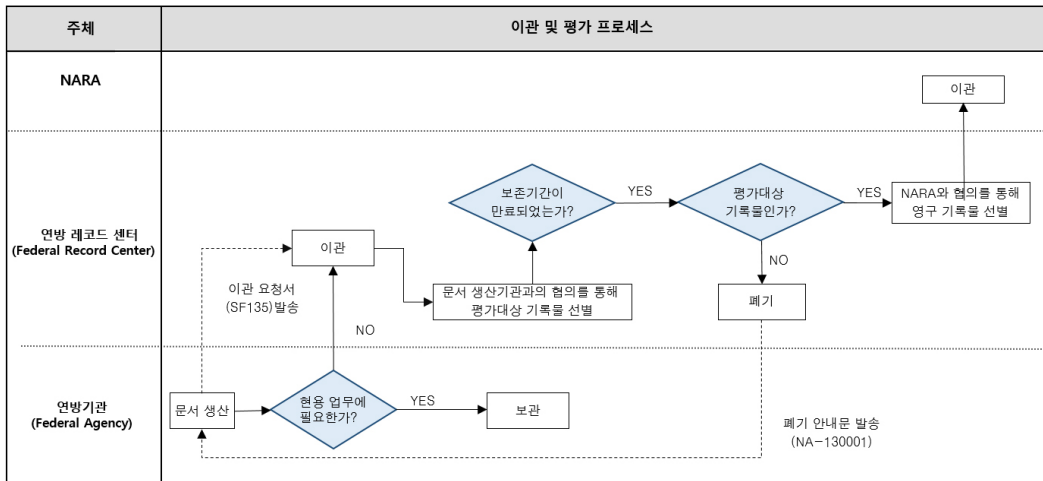 주체
이관 및 평가 프로세스
NARA
이관
연방 레코드 센터
(Federal Record Center)
보존기간이
만료되었는가?
YES
평가대상
기록물인가?
YES
NARA와 협의를 통해
영구 기록물 선별
이관
이관 요청서
(SF135)발송
문서 생산기관과의 협의를 통해
평가대상 기록물 선별
NO
폐기
NO
연방기관
(Federal Agency)
문서 생산
현용 업무에
필요한가?
YES
보관
폐기 안내문 발송
(NA-130001)